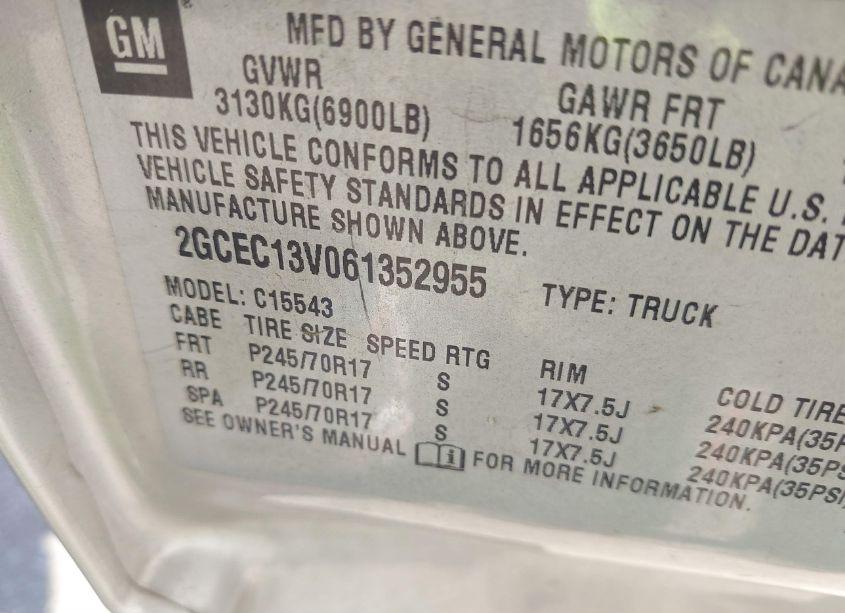 GM
MFD BY GENERAL MOTORS OF CANA
GVWR GAWR FRT
3130KG(6900LB) 1656KG(3650LB)
THIS VEHICLE CONFORMS TO ALL APPLICABLE U.S.
VEHICLE SAFETY STANDARDS IN EFFECT ON THE DAT
MANUFACTURE SHOWN ABOVE.
2GCEC13V061352955 TYPE: TRUCK
MODEL: C15543
CABE TIRE SIZE SPEED RTG RIM COLD TIRE
FRT P245/70R17 S 17X7.5J 240KPA(35P
RR P245/70R17 S 17X7.5J 240KPA(35PS
SPA P245/70R17 S 17X7.5J 240KPA(35PSI
SEE OWNER'S MANUAL i FOR MORE INFORMATION.